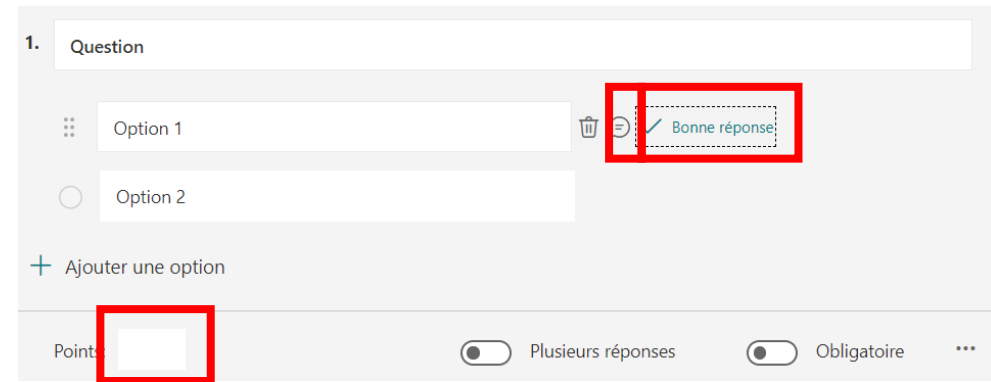 1. Question
Option 1 Bonne réponse
Option 2
Ajouter une option
Points: Plusieurs réponses Obligatoire